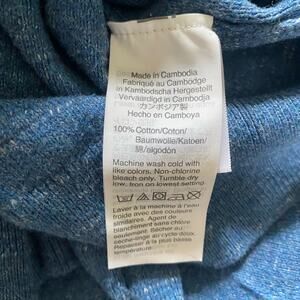 Made in Cambodia
Fabriqué au Cambodge
In Kambodscha Hergestellt
Vervaardigd in Cambodja
カンボジア製
Hecho en Camboya
100% Cotton/Coton/
Baumwolle/Katoen/
綿/algodón
Machine wash cold with
like colors. Non-chlorine
bleach only. Tumble dry
low. Iron on lowest setting
Laver à la machine à l'eau
froide avec des couleurs
similaires. Agent de
blanchiment sans chlore
seulement. Sécher au
sèche-linge au cycle doux.
Repasser à la plus basse
température.